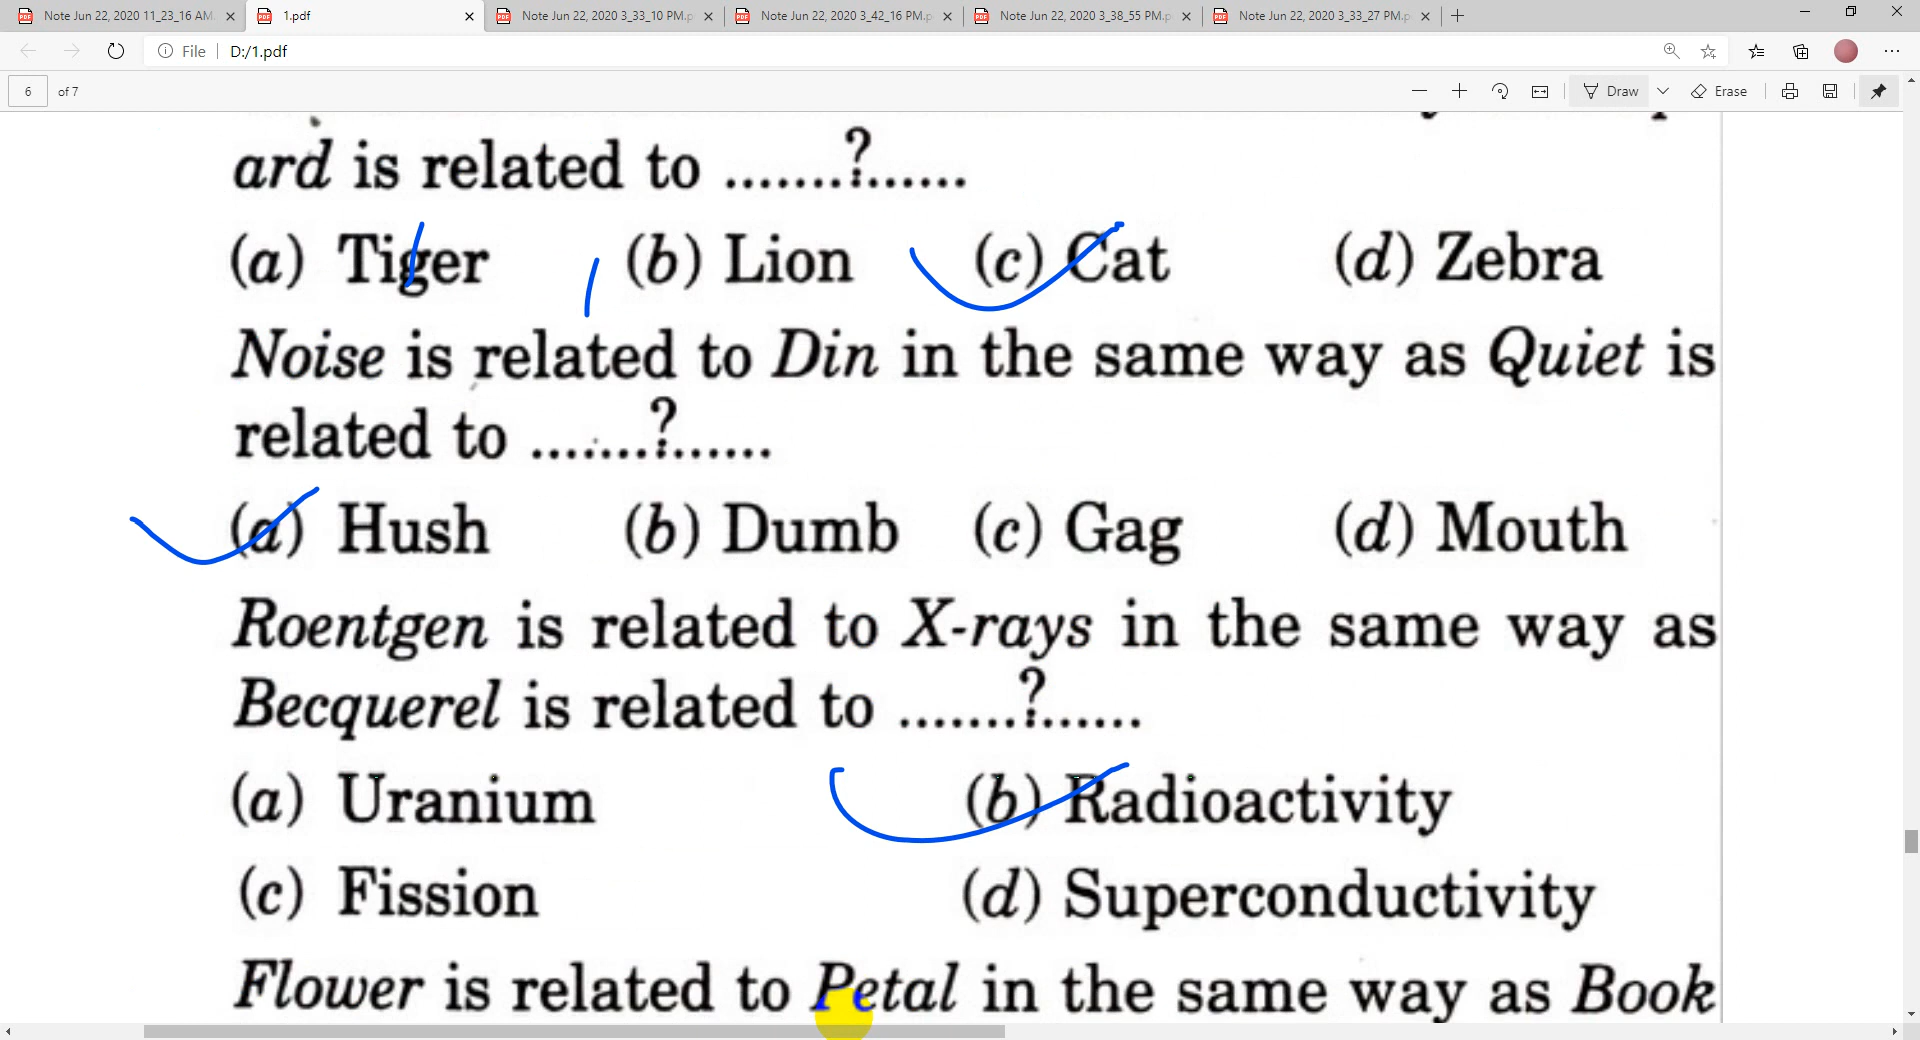 Note Jun 22, 2020 11_23_16 AM.
1.pdf
Note Jun 22, 2020 3_33_10 PM.p
Note Jun 22, 2020 3_42_16 PM.p
Note Jun 22, 2020 3_38_55 PM.p
Note Jun 22, 2020 3_33_27 PM.p
File D:/1.pdf
6 of 7 Draw Erase
ard is related to .......?......
(a) Tiger (b) Lion (c) Cat (d) Zebra
Noise is related to Din in the same way as Quiet is
related to .......?......
(a) Hush (b) Dumb (c) Gag (d) Mouth
Roentgen is related to X-rays in the same way as
Becquerel is related to .......?......
(a) Uranium (b) Radioactivity
(c) Fission (d) Superconductivity
Flower is related to Petal in the same way as Book